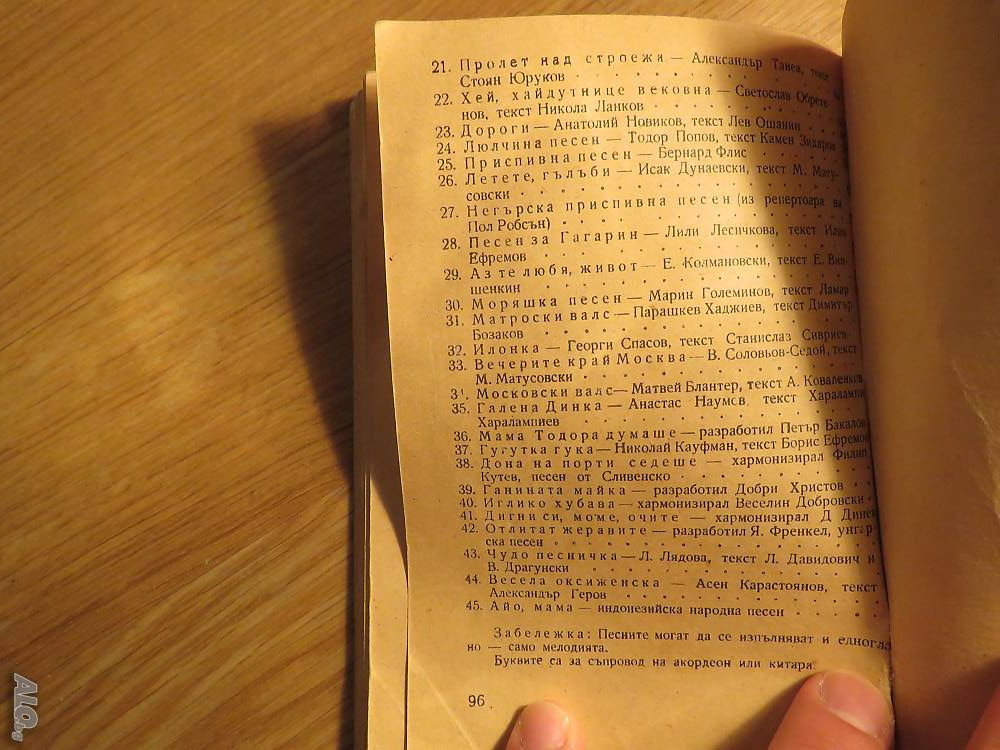 21. Пролет над строежа — Александър Танев, текст
Стоян Юруков
22. Хей, хайдутнице вековна — Светослав Обрете-
нов, текст Никола Ланков
23. Дороги — Анатолий Новиков, текст Лев Ошанин
24. Люлчина песен — Тодор Попов, текст Камен Зидаров
25. Приспивна песен — Бернард Флис
26. Летете, гълъби — Исак Дунаевски, текст М. Мату-
совски
27. Негърска приспивна песен (из репертоара на
Пол Робсън)
28. Песен за Гагарин — Лили Лесичкова, текст Илия
Ефремов
29. Аз те любя, живот — Е. Колмановски, текст Е. Вин-
шенкин
30. Моряшка песен — Марин Големинов, текст Ламар
31. Матроски валс — Парашкев Хаджиев, текст Димитър
Бозаков
32. Илонка — Георги Спасов, текст Станислаз Сивриев
33. Вечерите край Москва — В. Соловьов-Седой, текст
М. Матусовски
3'. Московски валс — Матвей Блантер, текст А. Коваленков
35. Галена Динка — Анастас Наумов, текст Харалампи
Харалампиев
36. Мама Тодора думаше — разработил Петър Бакалов
37. Гугутка гука — Николай Кауфман, текст Борис Ефремов
38. Дона на порти седеше — хармонизирал Филип
Кутев, песен от Сливенско
39. Ганината майка — разработил Добри Христов
40. Иглико хубава — хармонизирал Веселин Добровски
41. Дигни си, моме, очите — хармонизирал Д Динев
42. Отлитат жеравите — разработил Я. Френкел, унгар-
ска песен
43. Чудо песничка — Л. Лядова, текст Л. Давидович и
В. Драгунски
44. Весела оксиженска — Асен Карастоянов, текст
Александър Геров
45. Айо, мама — индонезийска народна песен
Забележка: Песните могат да се изпълняват и едногла
но — само мелодията.
Буквите са за съпровод на акордеон или китара.
96
ALO.bg